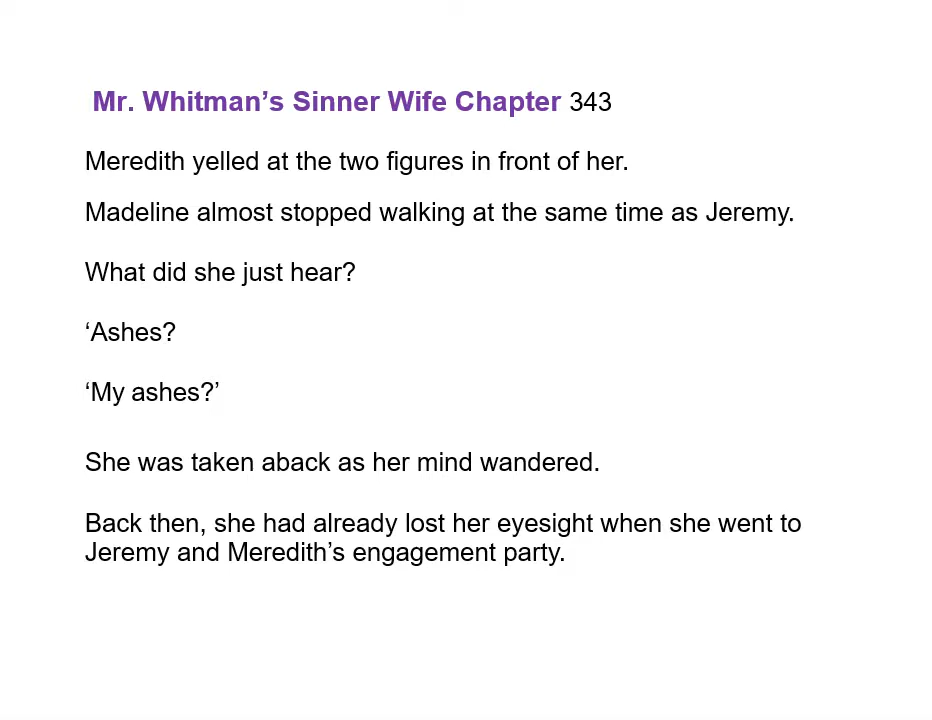 Mr. Whitman’s Sinner Wife Chapter 343
Meredith yelled at the two figures in front of her.
Madeline almost stopped walking at the same time as Jeremy.
What did she just hear?
‘Ashes?
‘My ashes?’
She was taken aback as her mind wandered.
Back then, she had already lost her eyesight when she went to
Jeremy and Meredith’s engagement party.